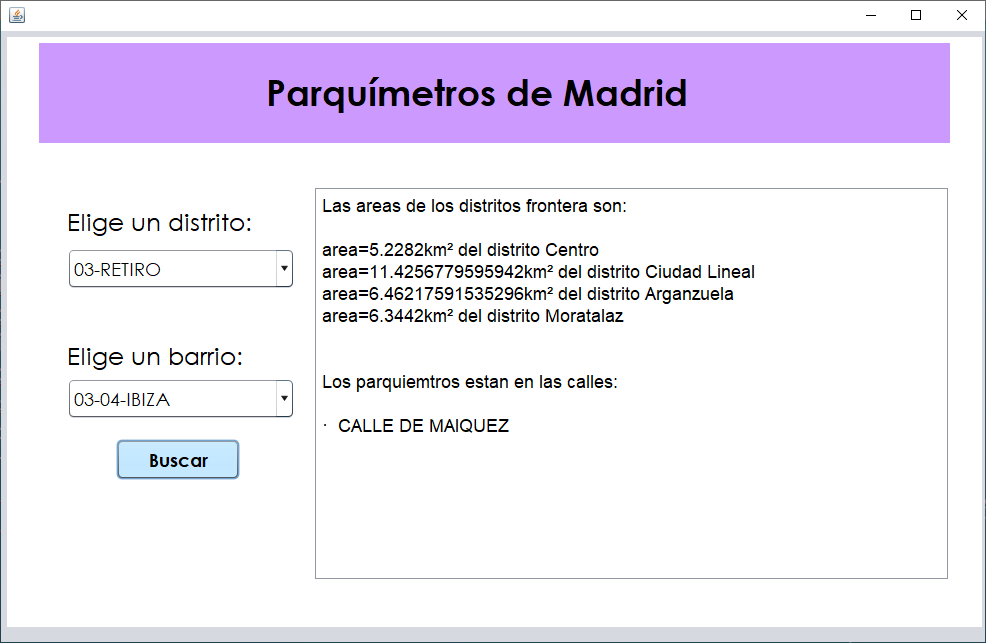 Parquímetros de Madrid
Elige un distrito:
03-RETIRO
Elige un barrio:
03-04-IBIZA
Buscar
Las areas de los distritos frontera son:
area=5.2282km² del distrito Centro
area=11.4256779595942km² del distrito Ciudad Lineal
area=6.46217591535296km² del distrito Arganzuela
area=6.3442km² del distrito Moratalaz
Los parquiemtros estan en las calles:
· CALLE DE MAIQUEZ